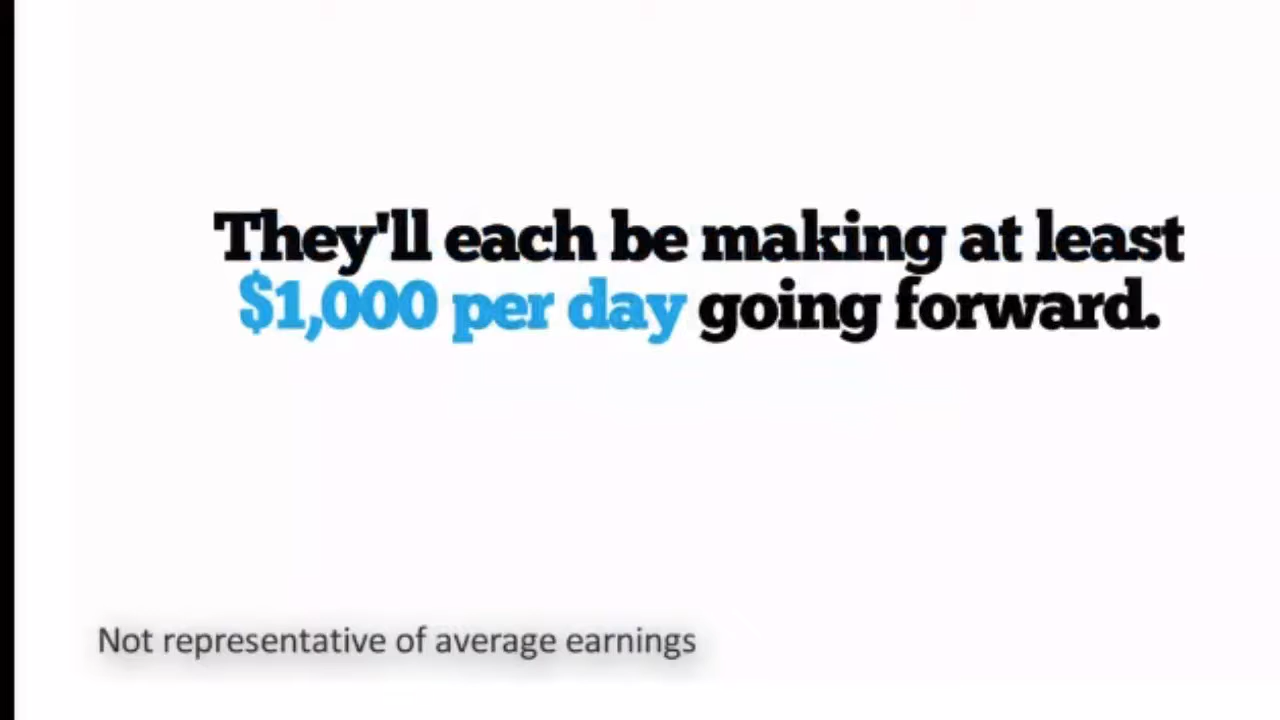 They'll each be making at least
$1,000 per day going forward.
Not representative of average earnings